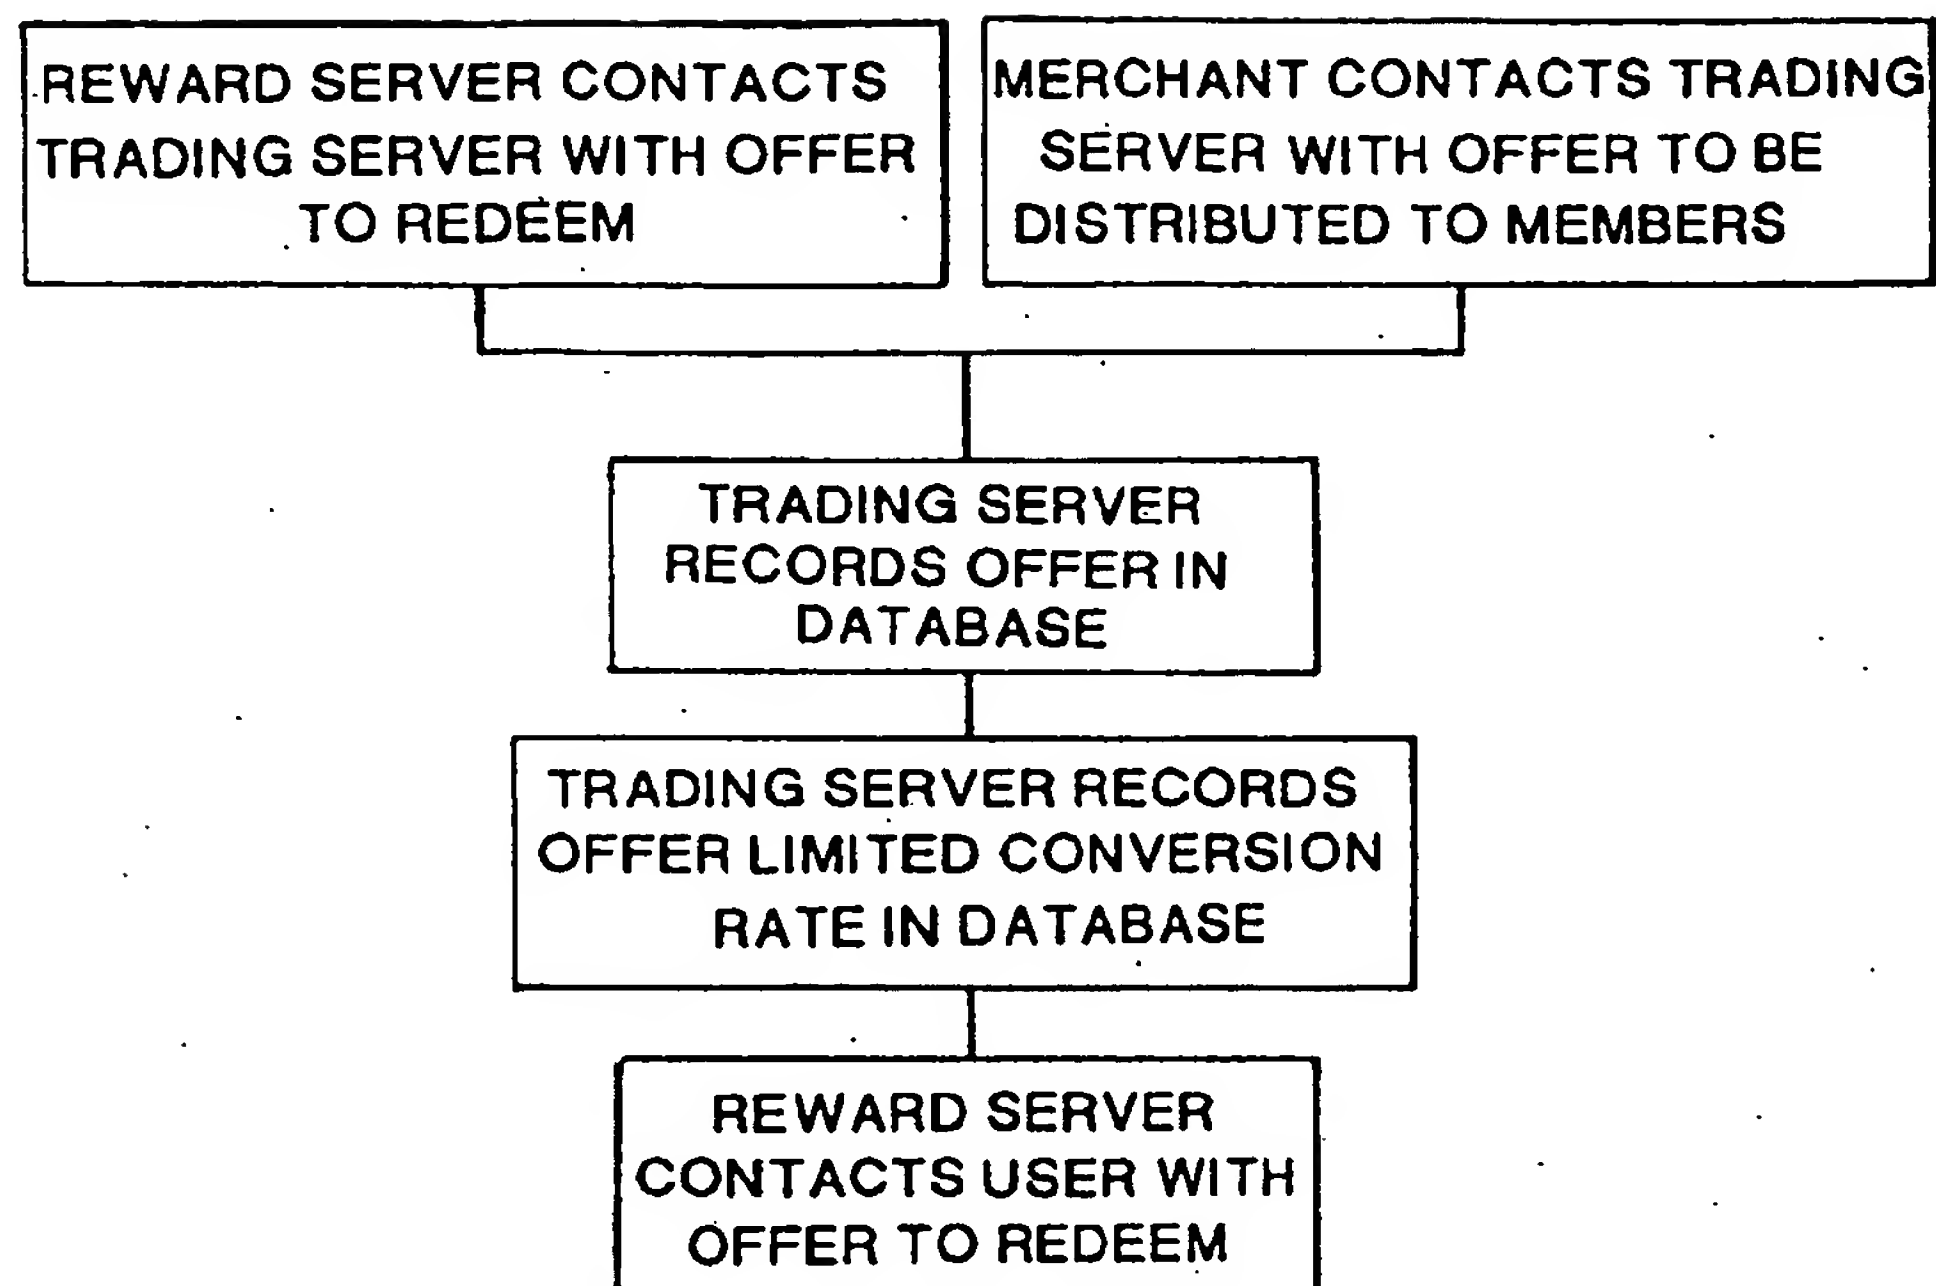 REWARD SERVER CONTACTS
TRADING SERVER WITH OFFER
TO REDEEM
MERCHANT CONTACTS TRADING
SERVER WITH OFFER TO BE
DISTRIBUTED TO MEMBERS
TRADING SERVER
RECORDS OFFER IN
DATABASE
TRADING SERVER RECORDS
OFFER LIMITED CONVERSION
RATE IN DATABASE
REWARD SERVER
CONTACTS USER WITH
OFFER TO REDEEM